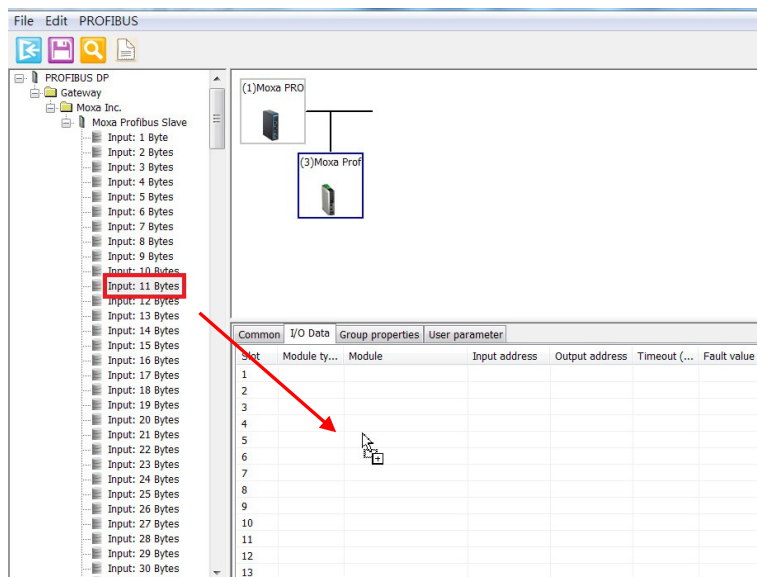 File Edit PROFIBUS
PROFIBUS DP
Gateway
Moxa Inc.
Moxa Profibus Slave
Input: 1 Byte
Input: 2 Bytes
Input: 3 Bytes
Input: 4 Bytes
Input: 5 Bytes
Input: 6 Bytes
Input: 7 Bytes
Input: 8 Bytes
Input: 9 Bytes
Input: 10 Bytes
Input: 11 Bytes
Input: 12 Bytes
Input: 13 Bytes
Input: 14 Bytes
Input: 15 Bytes
Input: 16 Bytes
Input: 17 Bytes
Input: 18 Bytes
Input: 19 Bytes
Input: 20 Bytes
Input: 21 Bytes
Input: 22 Bytes
Input: 23 Bytes
Input: 24 Bytes
Input: 25 Bytes
Input: 26 Bytes
Input: 27 Bytes
Input: 28 Bytes
Input: 29 Bytes
Input: 30 Bytes
(1)Moxa PRO
(3)Moxa Prof
Common I/O Data Group properties User parameter
Slot Module ty... Module Input address Output address Timeout (... Fault value
1
2
3
4
5
6
7
8
9
10
11
12
13